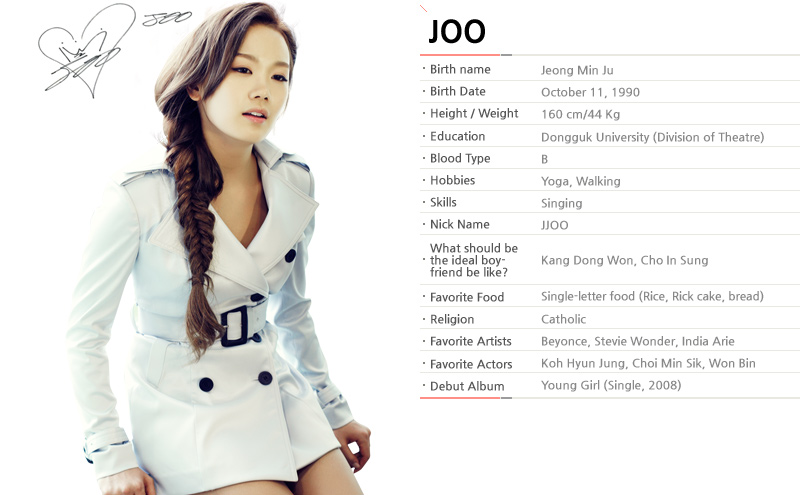 JOO
JOO
Birth name Jeong Min Ju
Birth Date October 11, 1990
Height / Weight 160 cm/44 Kg
Education Dongguk University (Division of Theatre)
Blood Type B
Hobbies Yoga, Walking
Skills Singing
Nick Name JJOO
What should be
the ideal boy-
friend be like?
Kang Dong Won, Cho In Sung
Favorite Food Single-letter food (Rice, Rick cake, bread)
Religion Catholic
Favorite Artists Beyonce, Stevie Wonder, India Arie
Favorite Actors Koh Hyun Jung, Choi Min Sik, Won Bin
Debut Album Young Girl (Single, 2008)